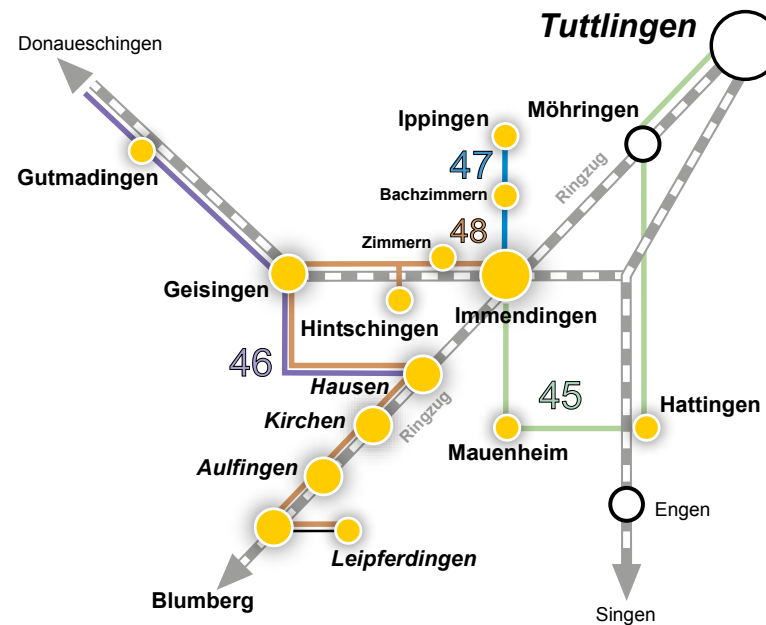 Tuttlingen
Donaueschingen
Möhringen
Ippingen
47
Gutmadingen
Bachzimmern
Ringzug
48
Zimmern
Geisingen
Hintschingen
Immendingen
46
Hausen
45
Kirchen
Ringzug
Hattingen
Mauenheim
Aulfingen
Engen
Leipferdingen
Blumberg
Singen